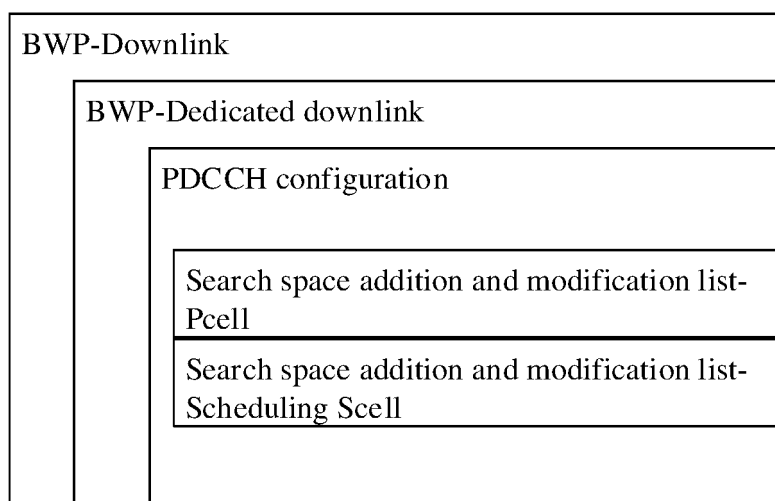 BWP-Downlink
BWP-Dedicated downlink
PDCCH configuration
Search space addition and modification list-
Pcell
Search space addition and modification list-
Scheduling Scell